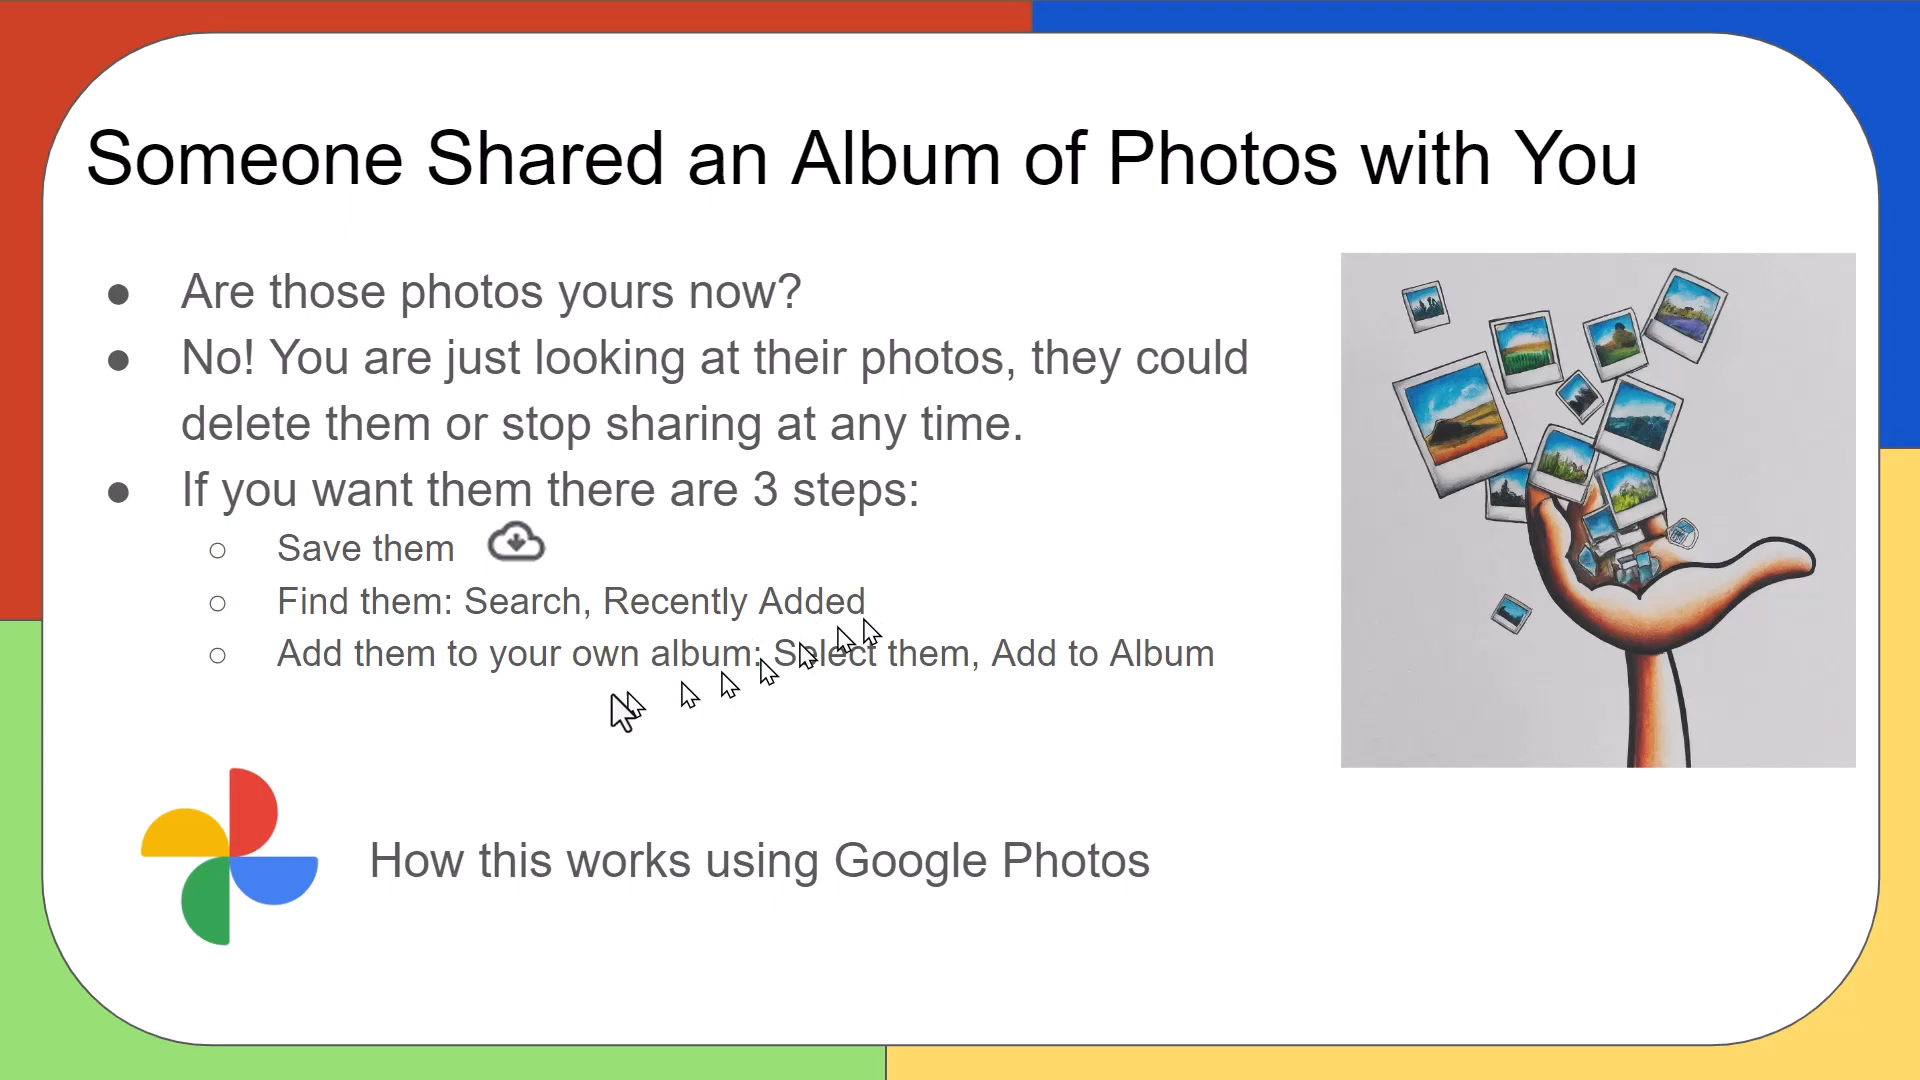 Someone Shared an Album of Photos with You
Are those photos yours now?
No! You are just looking at their photos, they could
delete them or stop sharing at any time.
If you want them there are 3 steps:
Save them
Find them: Search, Recently Added
Add them to your own album: Select them, Add to Album
How this works using Google Photos